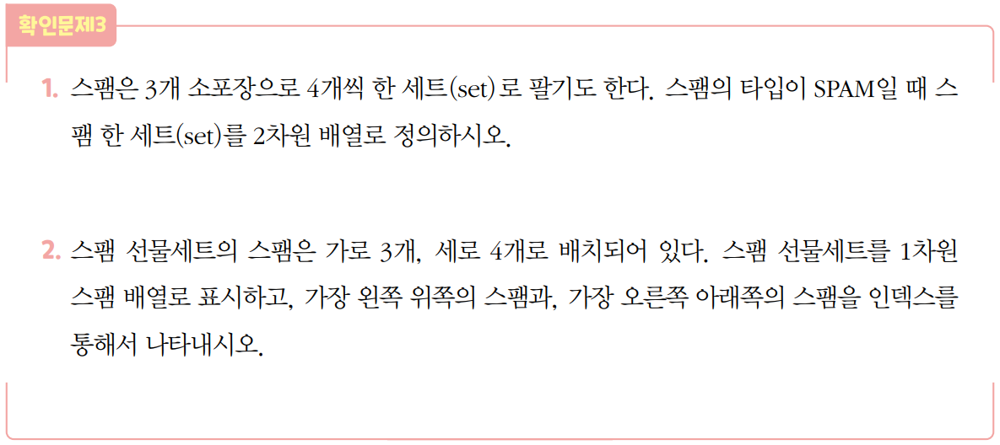 확인문제3
1. 스팸은 3개 소포장으로 4개씩 한 세트(set)로 팔기도 한다. 스팸의 타입이 SPAM일 때 스
팸 한 세트(set)를 2차원 배열로 정의하시오.
2. 스팸 선물세트의 스팸은 가로 3개, 세로 4개로 배치되어 있다. 스팸 선물세트를 1차원
스팸 배열로 표시하고, 가장 왼쪽 위쪽의 스팸과, 가장 오른쪽 아래쪽의 스팸을 인덱스를
통해서 나타내시오.